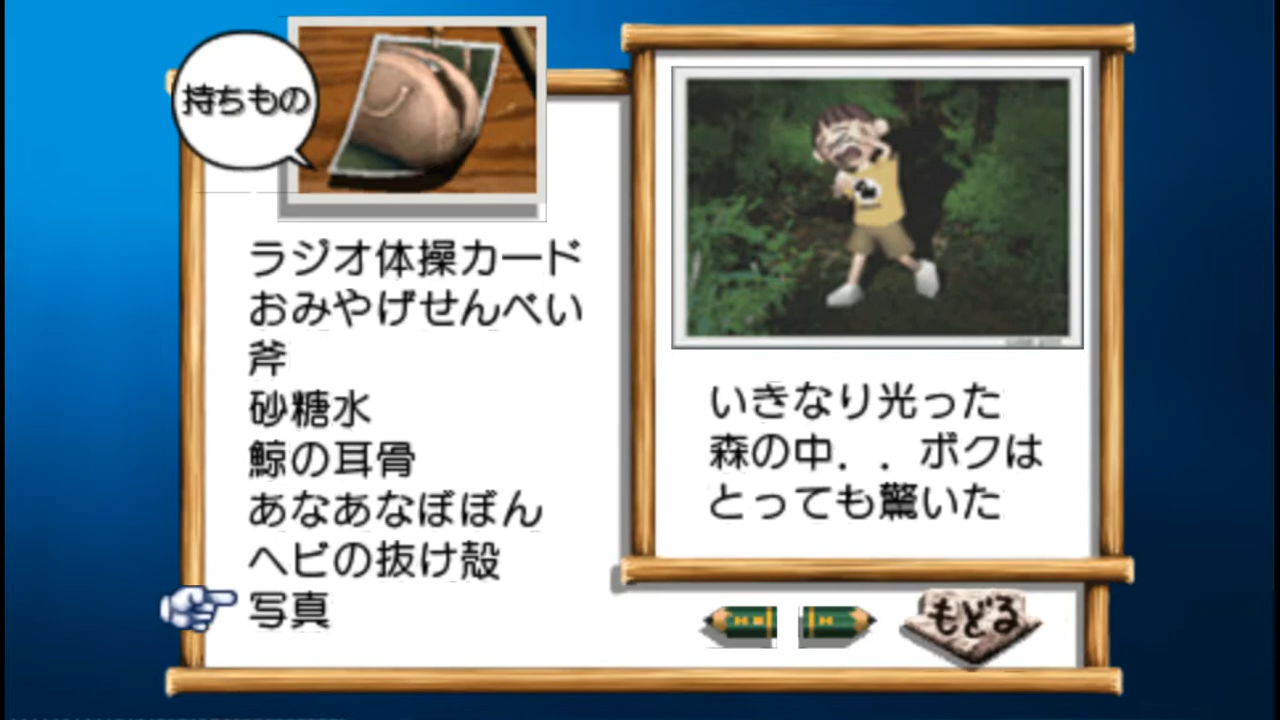 持ちもの
ラジオ体操カード
おみやげせんべい
斧
砂糖水
鯨の耳骨
あなあなぼぼん
ヘビの抜け殻
写真
いきなり光った
森の中．．ボクは
とっても驚いた
もどる